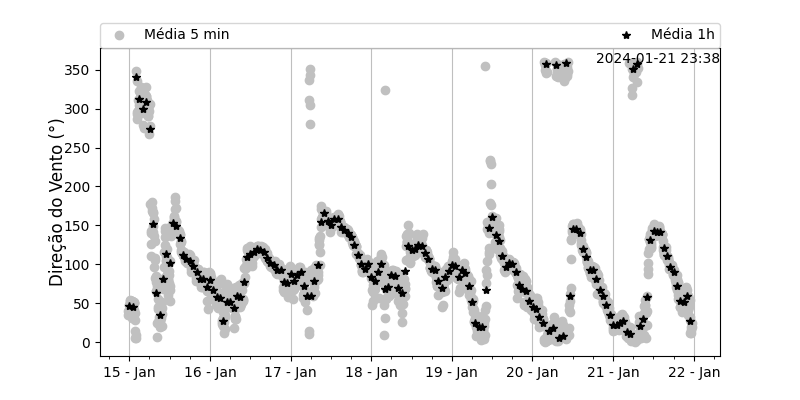 Média 5 min
Média 1h
2024-01-21 23:38
Direção do Vento (°)
350
300
250
200
150
100
50
0
15 - Jan
16 - Jan
17 - Jan
18 - Jan
19 - Jan
20 - Jan
21 - Jan
22 - Jan